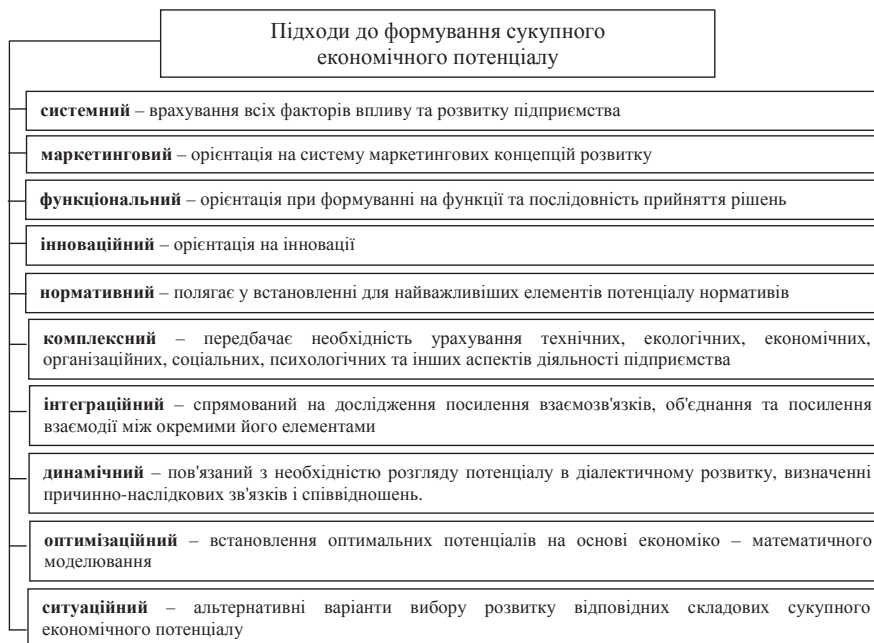 Підходи до формування сукупного
економічного потенціалу
системний – врахування всіх факторів впливу та розвитку підприємства
маркетинговий – орієнтація на систему маркетингових концепцій розвитку
функціональний – орієнтація при формуванні на функції та послідовність прийняття рішень
інноваційний – орієнтація на інновації
нормативний – полягає у встановленні для найважливіших елементів потенціалу нормативів
комплексний – передбачає необхідність урахування технічних, екологічних, економічних,
організаційних, соціальних, психологічних та інших аспектів діяльності підприємства
інтеграційний – спрямований на дослідження посилення взаємозв'язків, об'єднання та посилення
взаємодії між окремими його елементами
динамічний – пов'язаний з необхідністю розгляду потенціалу в діалектичному розвитку, визначенні
причинно-наслідкових зв'язків і співвідношень.
оптимізаційний – встановлення оптимальних потенціалів на основі економіко – математичного
моделювання
ситуаційний – альтернативні варіанти вибору розвитку відповідних складових сукупного
економічного потенціалу